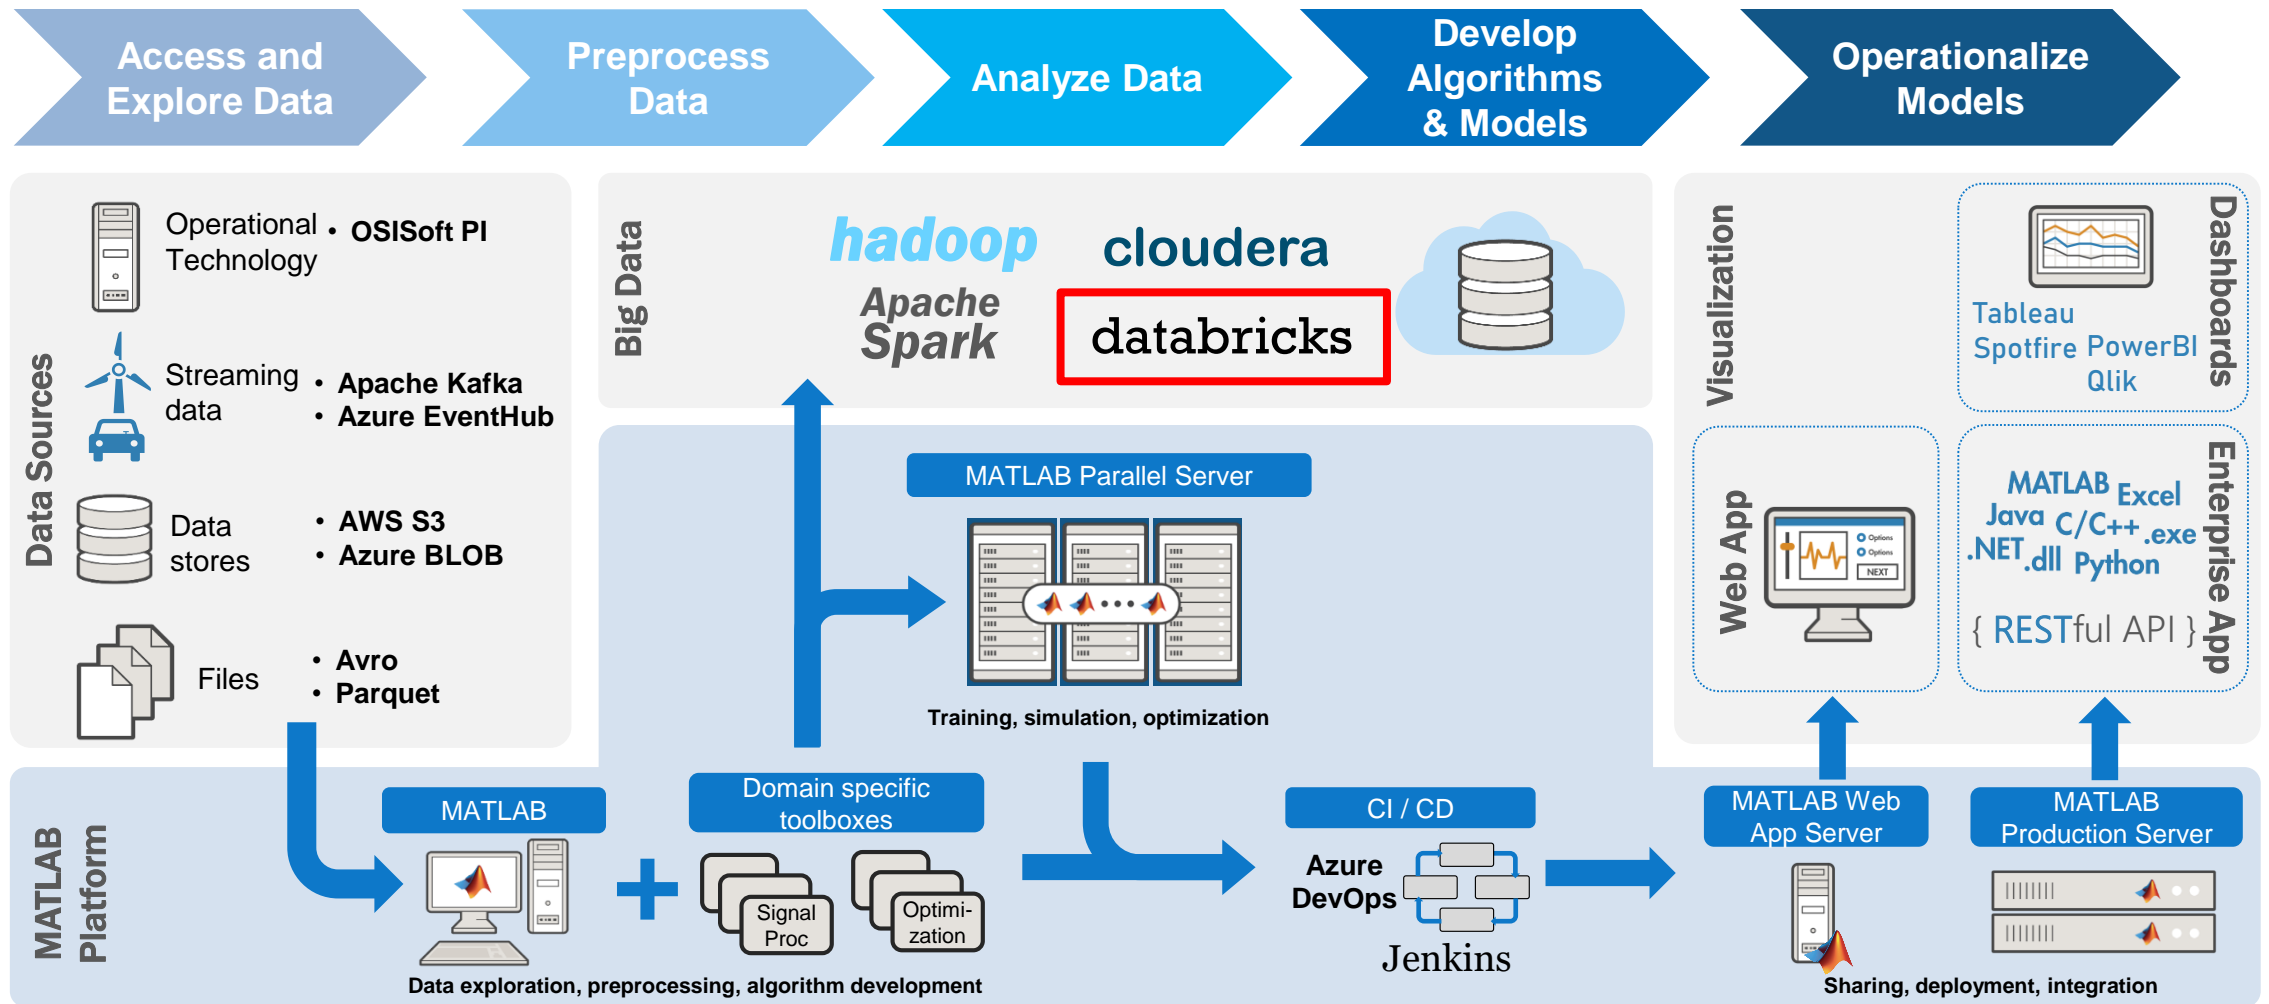 Access and
Explore Data
Preprocess
Data
Analyze Data
Develop
Algorithms
& Models
Operationalize
Models
Data Sources
Operational
Technology
• OSISoft PI
Streaming
data
• Apache Kafka
• Azure EventHub
Data
stores
• AWS S3
• Azure BLOB
Files
• Avro
• Parquet
Big Data
hadoop
cloudera
Apache
Spark
databricks
MATLAB Parallel Server
Training, simulation, optimization
Visualization
Dashboards
Tableau
Spotfire
PowerBI
Qlik
Web App
Options
Options
NEXT
Enterprise App
MATLAB
Excel
Java
C/C++
.exe
.NET
.dll
Python
{ RESTful API }
MATLAB
Platform
MATLAB
Domain specific
toolboxes
Signal
Proc
Optimi-
zation
Data exploration, preprocessing, algorithm development
CI / CD
Azure
DevOps
Jenkins
MATLAB Web
App Server
MATLAB
Production Server
Sharing, deployment, integration